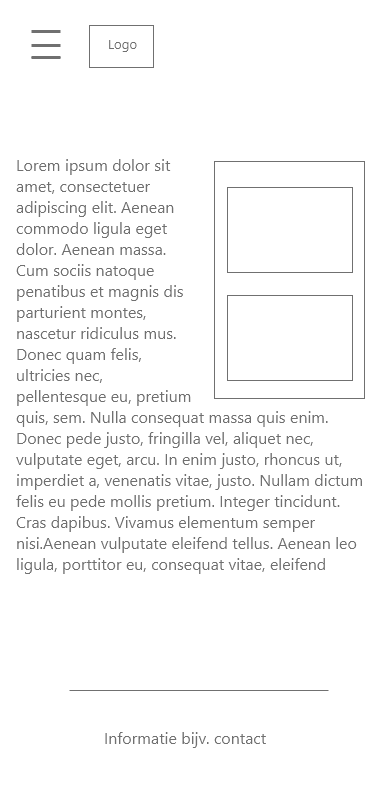 Logo
Lorem ipsum dolor sit
amet, consectetuer
adipiscing elit. Aenean
commodo ligula eget
dolor. Aenean massa.
Cum sociis natoque
penatibus et magnis dis
parturient montes,
nascetur ridiculus mus.
Donec quam felis,
ultricies nec,
pellentesque eu, pretium
quis, sem. Nulla consequat massa quis enim.
Donec pede justo, fringilla vel, aliquet nec,
vulputate eget, arcu. In enim justo, rhoncus ut,
imperdiet a, venenatis vitae, justo. Nullam dictum
felis eu pede mollis pretium. Integer tincidunt.
Cras dapibus. Vivamus elementum semper
nisi.Aenean vulputate eleifend tellus. Aenean leo
ligula, porttitor eu, consequat vitae, eleifend
Informatie bijv. contact